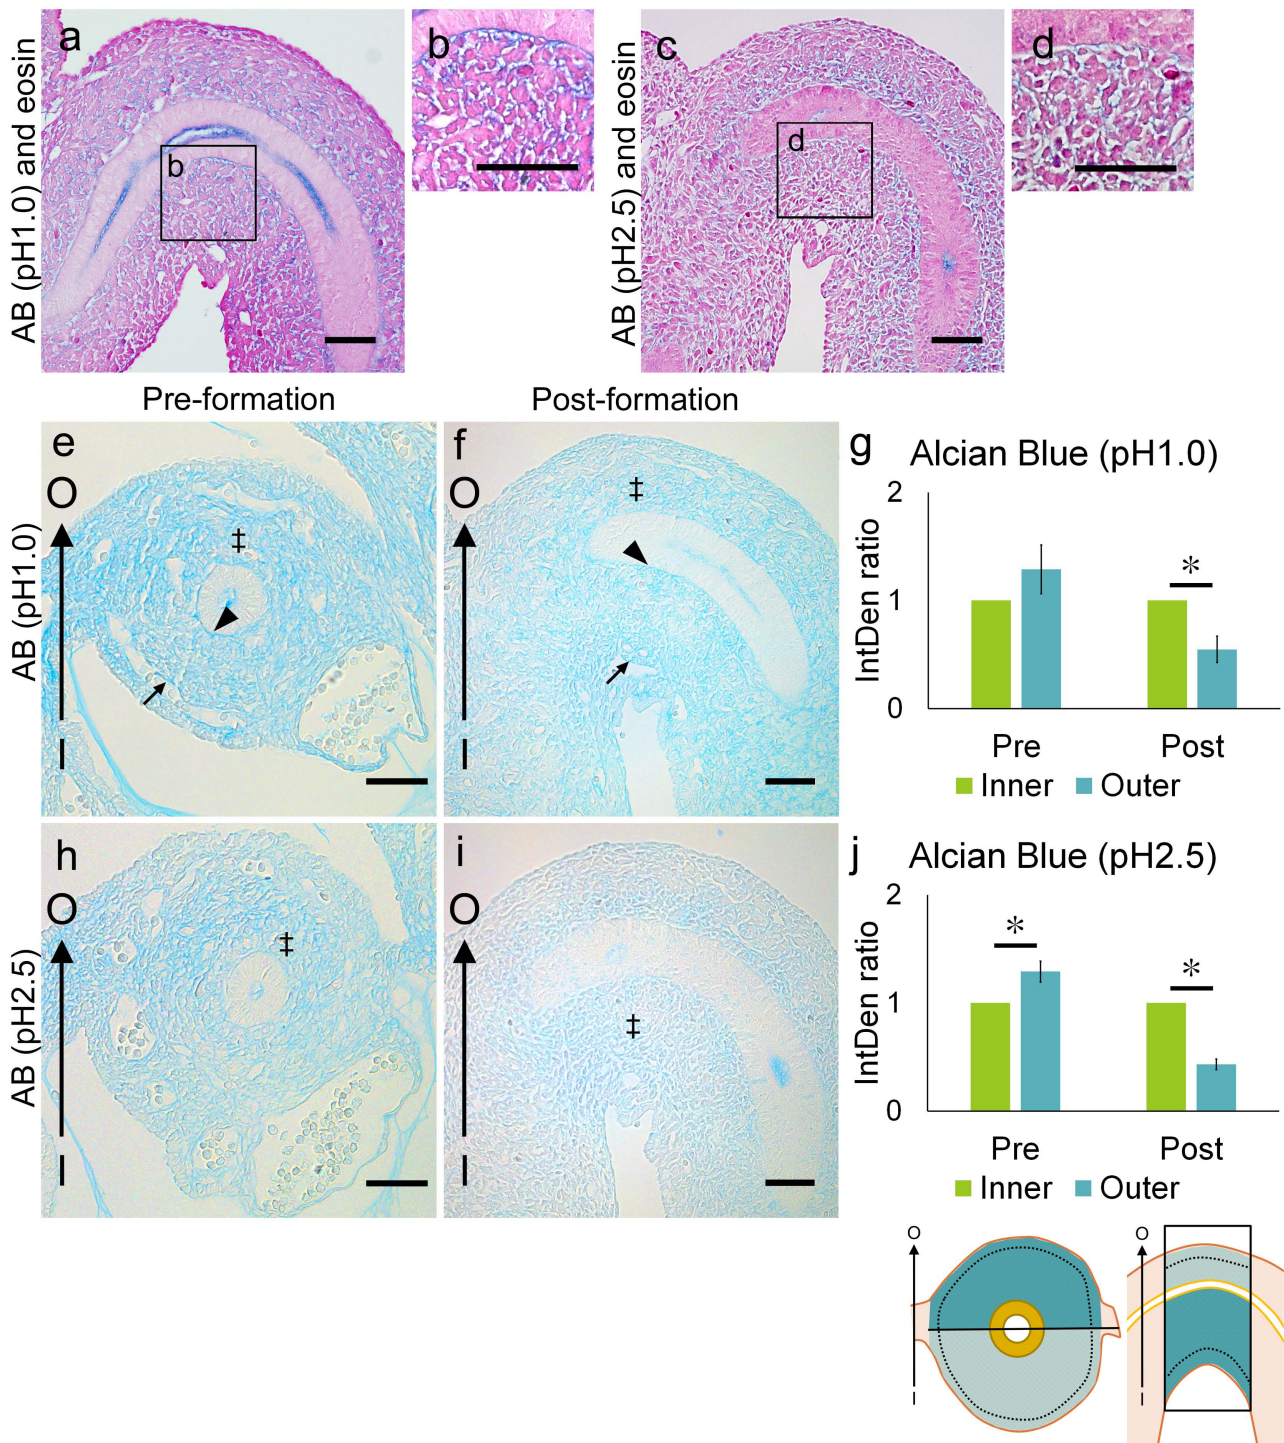 a
b
c
d
AB (pH1.0) and eosin
b
AB (pH2.5) and eosin
d
Pre-formation
Post-formation
e
O
‡
I
AB (pH1.0)
f
O
‡
I
g
Alcian Blue (pH1.0)
2
1
0
IntDen ratio
*
Pre
Post
Inner
Outer
h
O
‡
I
AB (pH2.5)
i
O
‡
I
j
Alcian Blue (pH2.5)
2
1
0
IntDen ratio
*
*
Pre
Post
Inner
Outer
O
I
O
I